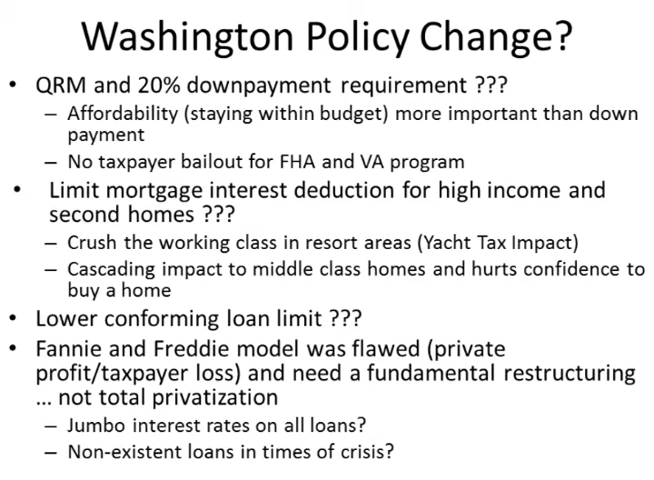 Washington Policy Change?
• QRM and 20% downpayment requirement ???
– Affordability (staying within budget) more important than down
payment
– No taxpayer bailout for FHA and VA program
• Limit mortgage interest deduction for high income and
second homes ???
– Crush the working class in resort areas (Yacht Tax Impact)
– Cascading impact to middle class homes and hurts confidence to
buy a home
• Lower conforming loan limit ???
• Fannie and Freddie model was flawed (private
profit/taxpayer loss) and need a fundamental restructuring
… not total privatization
– Jumbo interest rates on all loans?
– Non-existent loans in times of crisis?